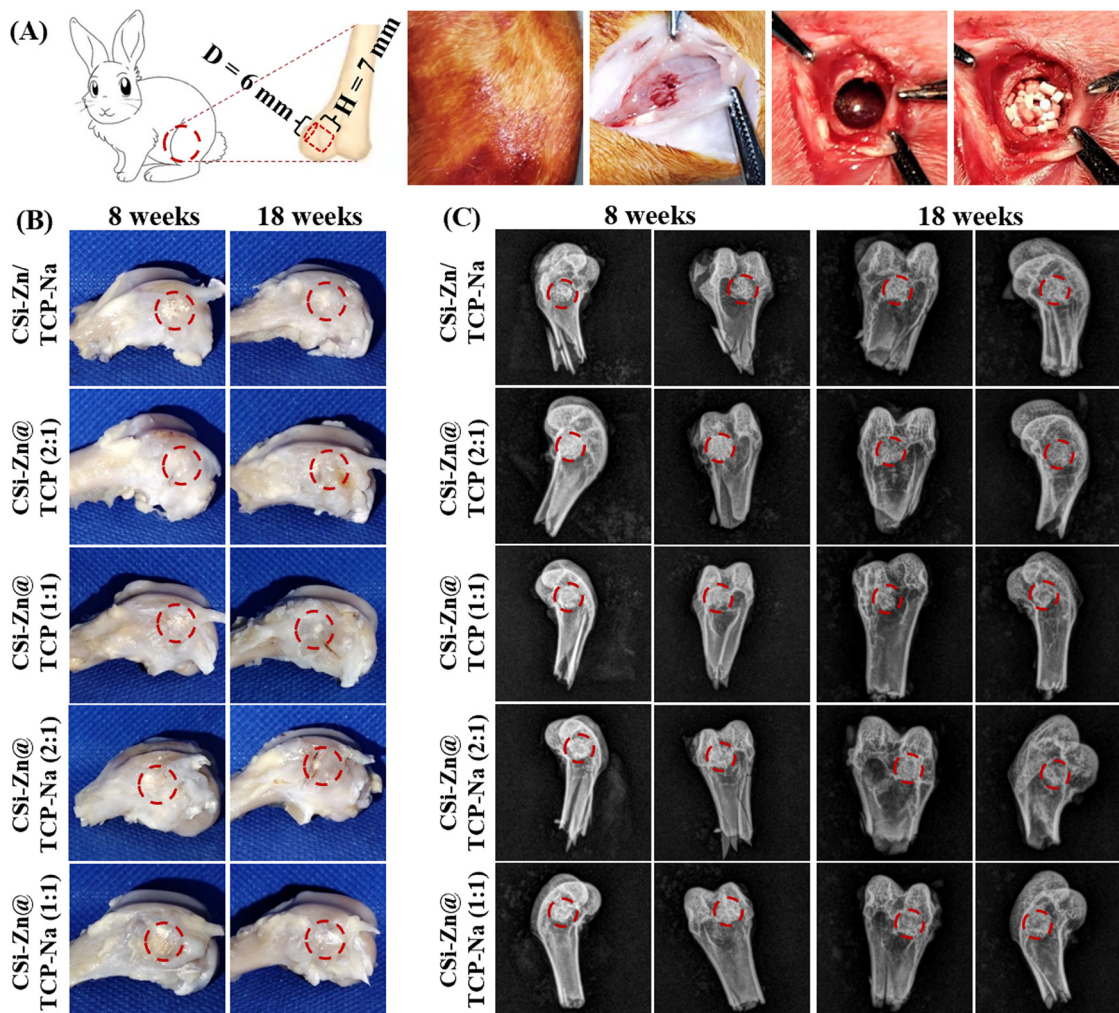 (A)
D = 6 mm
H = 7 mm
(B)
8 weeks
18 weeks
(C)
8 weeks
18 weeks
CSi-Zn/
TCP-Na
CSi-Zn/
TCP-Na
CSi-Zn@
TCP (2:1)
CSi-Zn@
TCP (2:1)
CSi-Zn@
TCP (1:1)
CSi-Zn@
TCP (1:1)
CSi-Zn@
TCP-Na (2:1)
CSi-Zn@
TCP-Na (2:1)
CSi-Zn@
TCP-Na (1:1)
CSi-Zn@
TCP-Na (1:1)